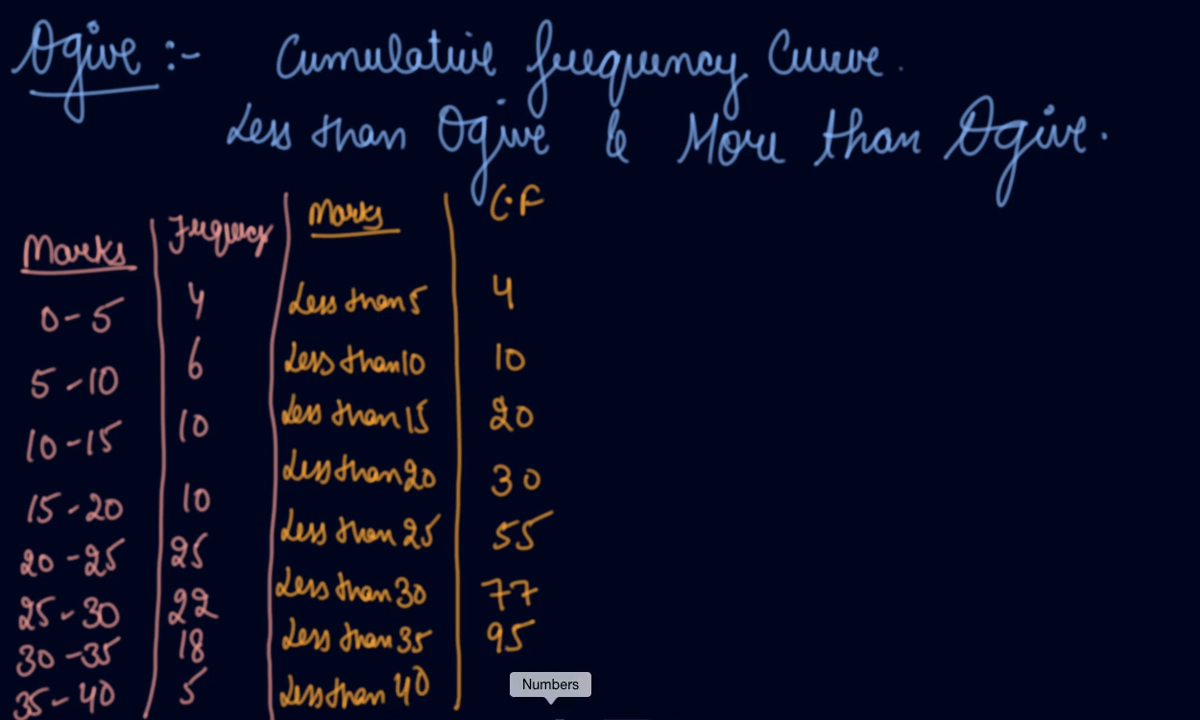 Ogive :- Cumulative frequency Curve.
Less than Ogive & More than Ogive.
Marks Frequency Marks C.F
0-5 4 Less than 5 4
5-10 6 Less than 10 10
10-15 10 Less than 15 20
15-20 10 Less than 20 30
20-25 25 Less than 25 55
25-30 22 Less than 30 77
30-35 18 Less than 35 95
35-40 5 Less than 40
Numbers